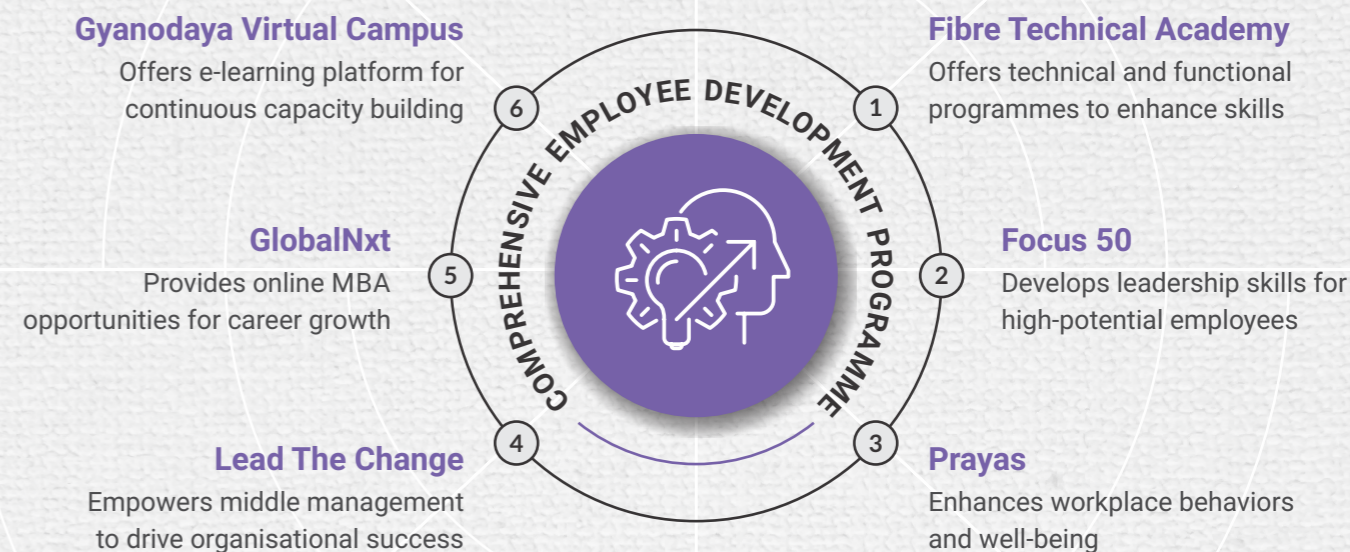 COMPREHENSIVE EMPLOYEE DEVELOPMENT PROGRAMME
1
Fibre Technical Academy
Offers technical and functional
programmes to enhance skills
2
Focus 50
Develops leadership skills for
high-potential employees
3
Prayas
Enhances workplace behaviors
and well-being
4
Lead The Change
Empowers middle management
to drive organisational success
5
GlobalNxt
Provides online MBA
opportunities for career growth
6
Gyanodaya Virtual Campus
Offers e-learning platform for
continuous capacity building